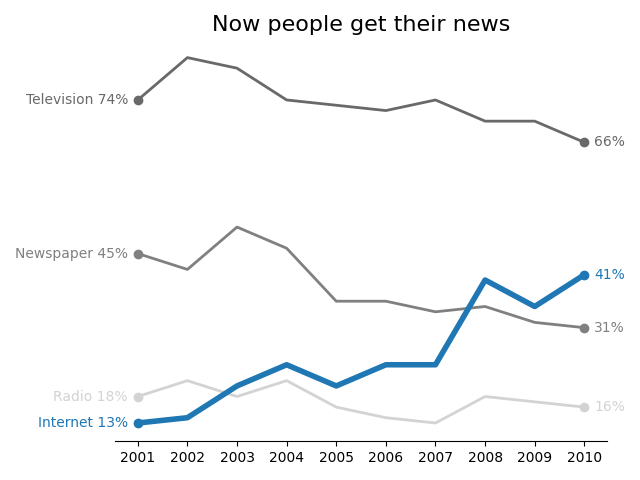 Now people get their news
Television 74%
66%
Newspaper 45%
41%
31%
Radio 18%
16%
Internet 13%
2001 2002 2003 2004 2005 2006 2007 2008 2009 2010